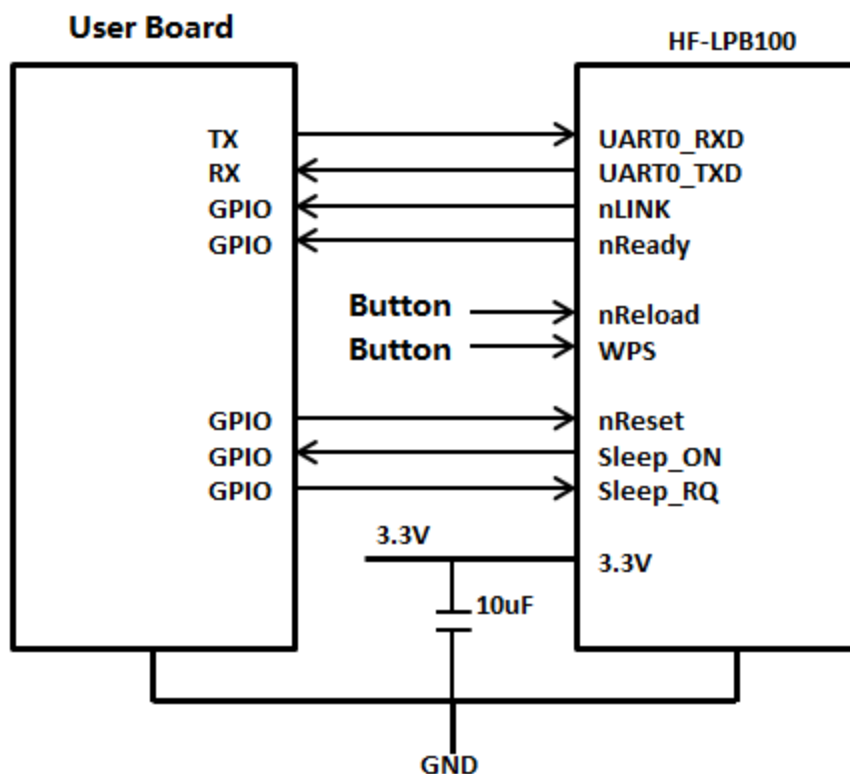 User Board
HF-LPB100
TX
UART0_RXD
RX
UART0_TXD
GPIO
nLINK
GPIO
nReady
Button
nReload
Button
WPS
GPIO
nReset
GPIO
Sleep_ON
GPIO
Sleep_RQ
3.3V
3.3V
10uF
GND